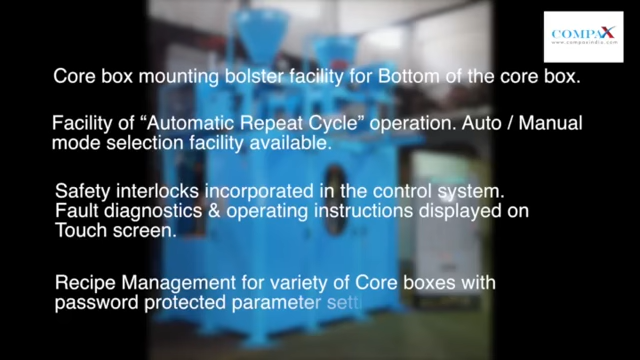 COMPAX
www.compaxindia.com
Core box mounting bolster facility for Bottom of the core box.
Facility of “Automatic Repeat Cycle” operation. Auto / Manual
mode selection facility available.
Safety interlocks incorporated in the control system.
Fault diagnostics & operating instructions displayed on
Touch screen.
Recipe Management for variety of Core boxes with
password protected parameter setti